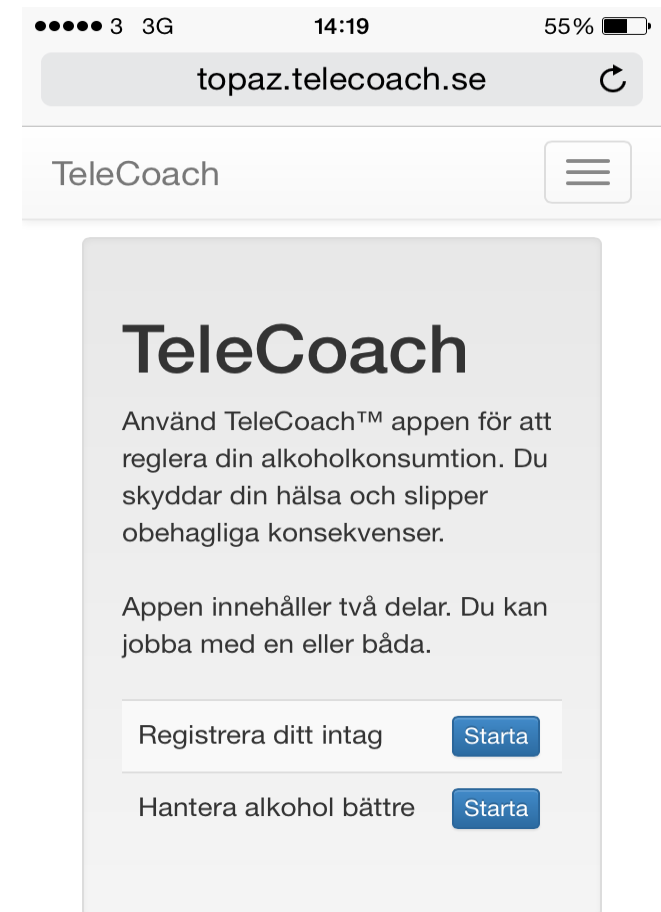 ●●●●● 3 3G 14:19 55%
topaz.telecoach.se
TeleCoach
TeleCoach
Använd TeleCoach™ appen för att
reglera din alkoholkonsumtion. Du
skyddar din hälsa och slipper
obehagliga konsekvenser.
Appen innehåller två delar. Du kan
jobba med en eller båda.
Registrera ditt intag Starta
Hantera alkohol bättre Starta